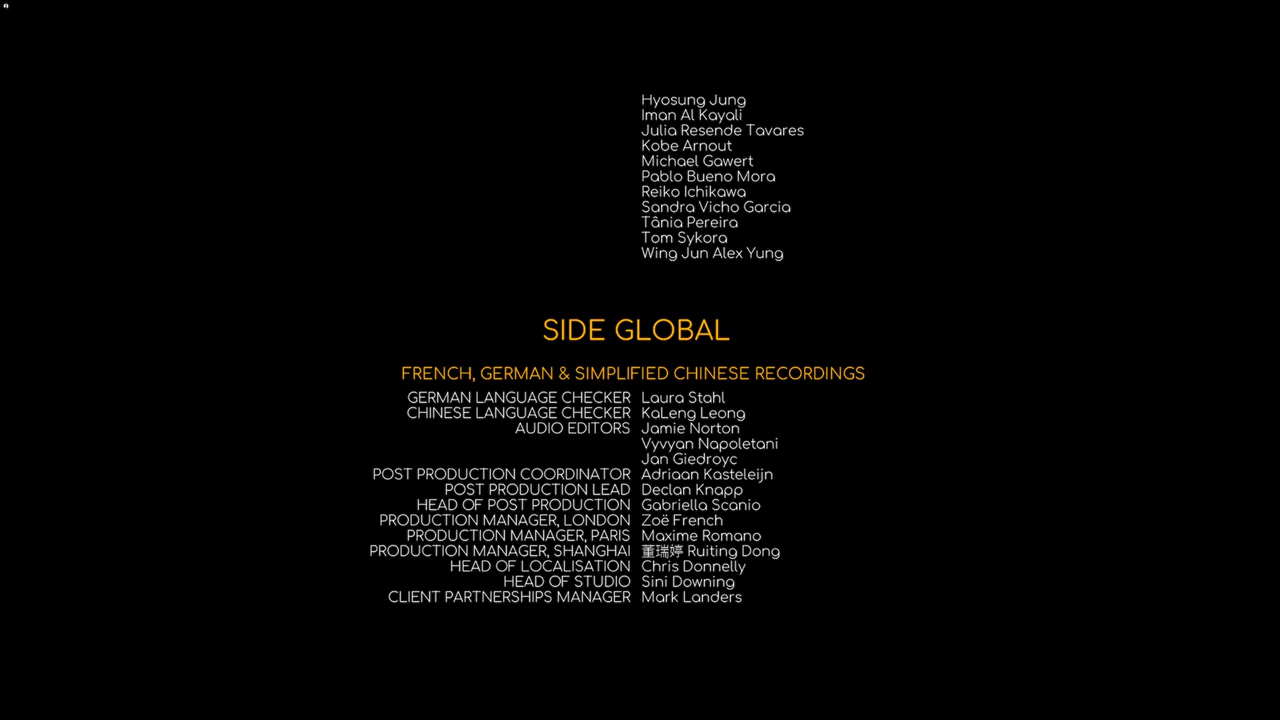 Hyosung Jung
Iman Al Kayali
Julia Resende Tavares
Kobe Arnout
Michael Gawert
Pablo Bueno Mora
Reiko Ichikawa
Sandra Vicho Garcia
Tânia Pereira
Tom Sykora
Wing Jun Alex Yung
SIDE GLOBAL
FRENCH, GERMAN & SIMPLIFIED CHINESE RECORDINGS
GERMAN LANGUAGE CHECKER Laura Stahl
CHINESE LANGUAGE CHECKER KaLeng Leong
AUDIO EDITORS Jamie Norton
Vyvyan Napoletani
Jan Giedroyc
POST PRODUCTION COORDINATOR Adriaan Kasteleijn
POST PRODUCTION LEAD Declan Knapp
HEAD OF POST PRODUCTION Gabriella Scanio
PRODUCTION MANAGER, LONDON Zoë French
PRODUCTION MANAGER, PARIS Maxime Romano
PRODUCTION MANAGER, SHANGHAI 董瑞婷 Ruiting Dong
HEAD OF LOCALISATION Chris Donnelly
HEAD OF STUDIO Sini Downing
CLIENT PARTNERSHIPS MANAGER Mark Landers